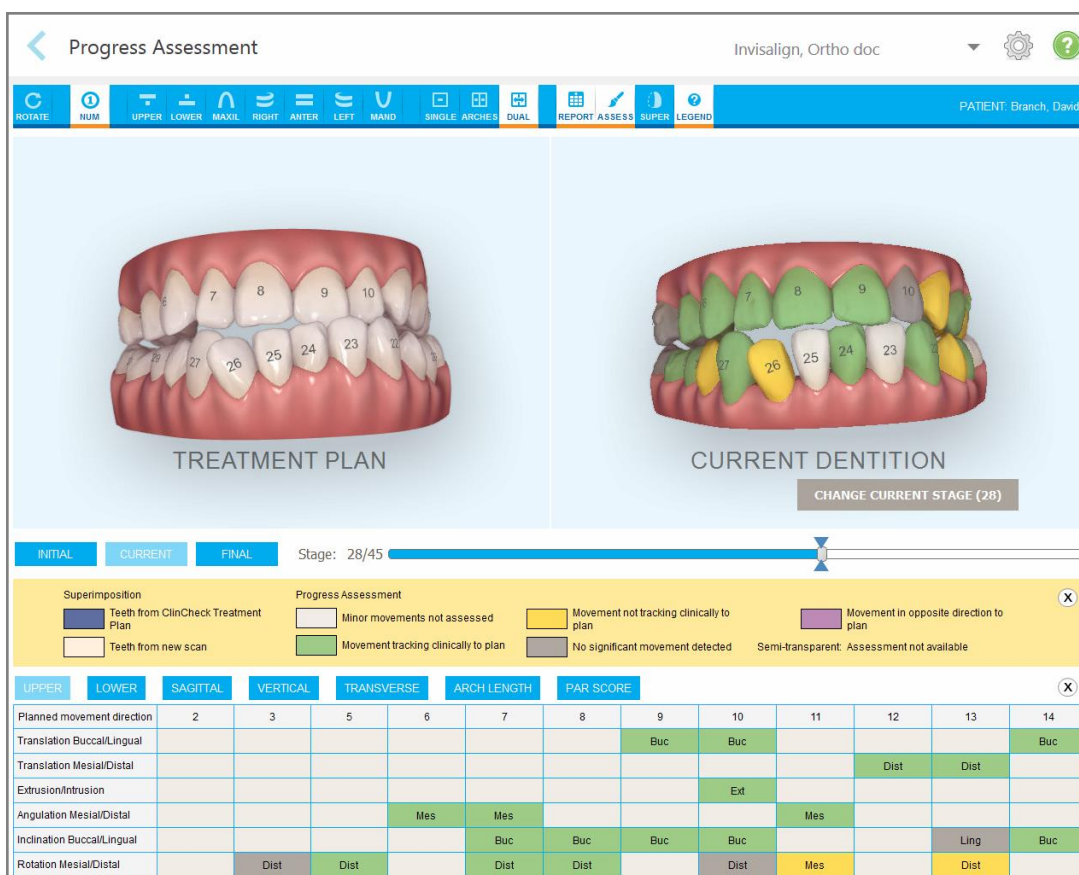 Progress Assessment
Invisalign, Ortho doc
ROTATE NUM UPPER LOWER MAXIL RIGHT ANTER LEFT MAND SINGLE ARCHES DUAL REPORT ASSESS SUPER LEGEND
PATIENT: Branch, David
7 8 9 10
27 26 25 24 23 22
TREATMENT PLAN
7 8 9 10
27 26 25 24 23
CURRENT DENTITION
CHANGE CURRENT STAGE (28)
INITIAL CURRENT FINAL Stage: 28/45
Superimposition
Teeth from ClinCheck Treatment
Plan
Teeth from new scan
Progress Assessment
Minor movements not assessed
Movement tracking clinically to plan
Movement not tracking clinically to
plan
No significant movement detected
Movement in opposite direction to
plan
Semi-transparent: Assessment not available
X
UPPER LOWER SAGITTAL VERTICAL TRANSVERSE ARCH LENGTH PAR SCORE X
Planned movement direction 2 3 5 6 7 8 9 10 11 12 13 14
Translation Buccal/Lingual Buc Buc Buc
Translation Mesial/Distal Dist Dist
Extrusion/Intrusion Ext
Angulation Mesial/Distal Mes Mes Mes
Inclination Buccal/Lingual Buc Buc Buc Buc Ling Buc
Rotation Mesial/Distal Dist Dist Dist Dist Dist Mes Dist